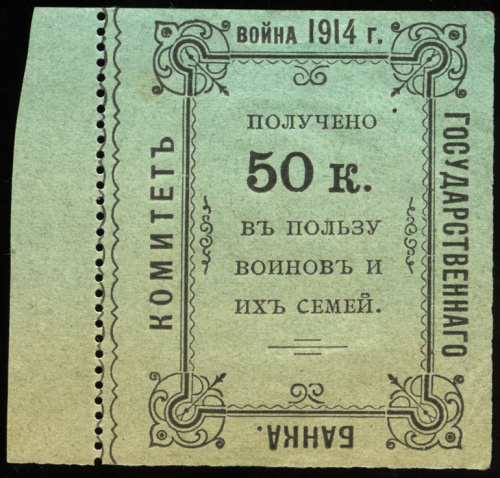 ВОЙНА 1914 г.
КОМИТЕТЪ
ГОСУДАРСТВЕННАГО
БАНКА.
ПОЛУЧЕНО
50 к.
ВЪ ПОЛЬЗУ
ВОИНОВЪ И
ИХЪ СЕМЕЙ.